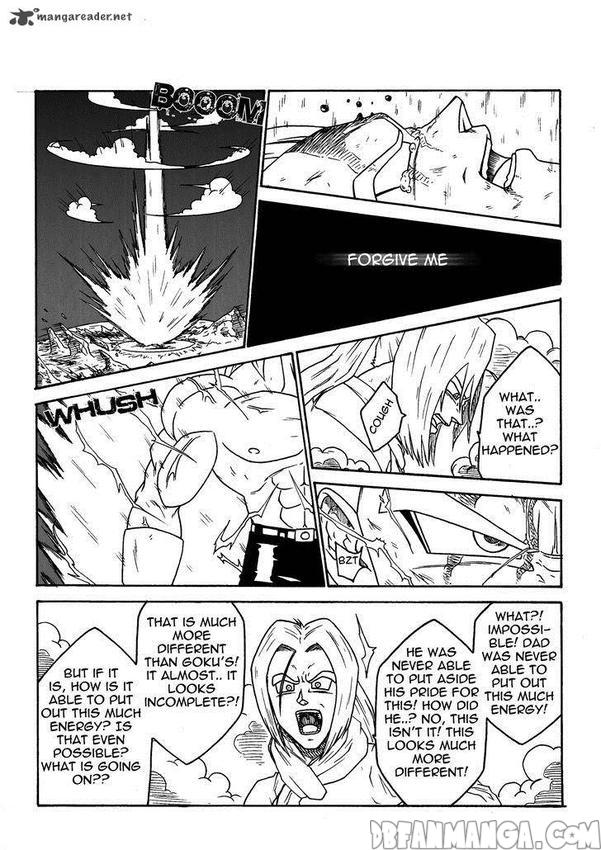 mangareader.net
BOOOM
FORGIVE ME
WHAT..
WAS
THAT..?
WHAT
HAPPENED?
COUGH
WHUSH
BZT
WHAT?!
IMPOSSI-
BLE! DAD
WAS NEVER
ABLE TO
PUT OUT
THIS MUCH
ENERGY!
HE WAS
NEVER ABLE
TO PUT ASIDE
HIS PRIDE FOR
THIS! HOW DID
HE..? NO, THIS
ISN'T IT! THIS
LOOKS MUCH
MORE
DIFFERENT!
THAT IS MUCH
MORE
DIFFERENT
THAN GOKU'S!
IT ALMOST.. IT
LOOKS
INCOMPLETE?!
BUT IF IT
IS, HOW IS IT
ABLE TO PUT
OUT THIS MUCH
ENERGY? IS
THAT EVEN
POSSIBLE?
WHAT IS GOING
ON??
DBFANMANGA.COM